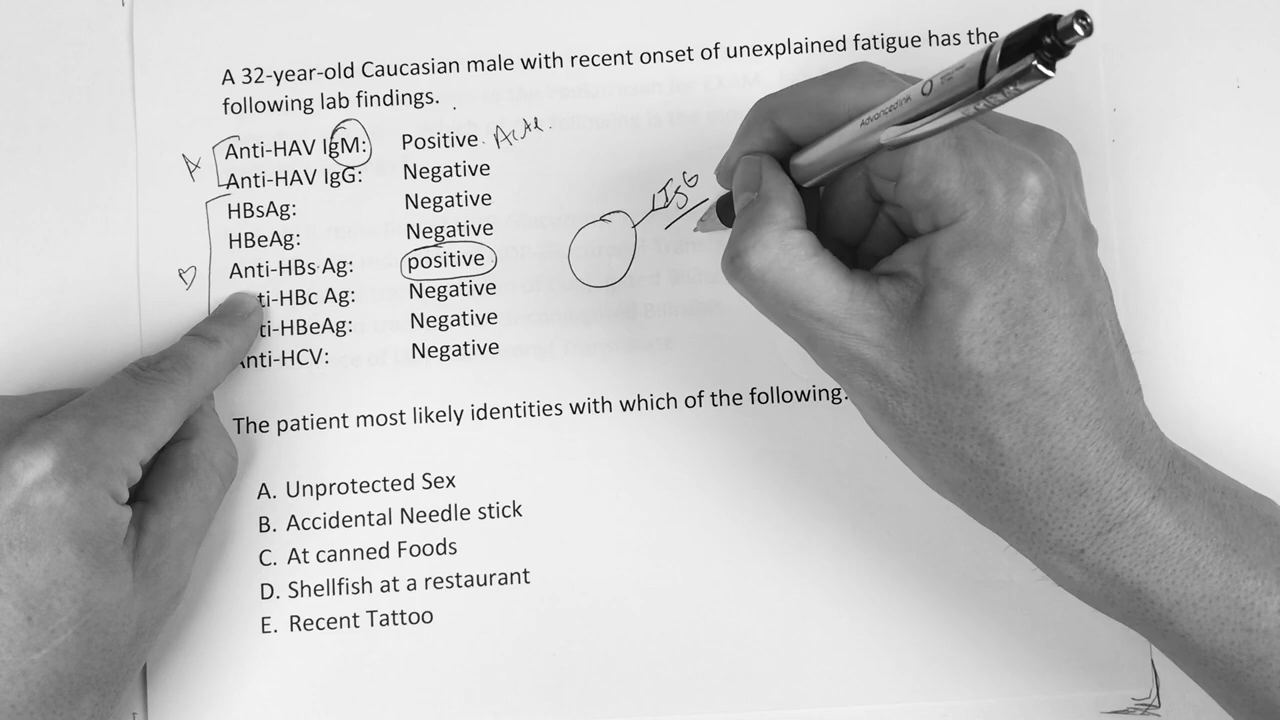 A 32-year-old Caucasian male with recent onset of unexplained fatigue has the
following lab findings.
A
Anti-HAV IgM: Positive Acute.
Anti-HAV IgG: Negative
HBsAg: Negative
IgG
HBeAg: Negative
Anti-HBs Ag: positive
ti-HBc Ag: Negative
ti-HBeAg: Negative
Anti-HCV: Negative
The patient most likely identities with which of the following.
A. Unprotected Sex
B. Accidental Needle stick
C. At canned Foods
D. Shellfish at a restaurant
E. Recent Tattoo
AdvancedInk